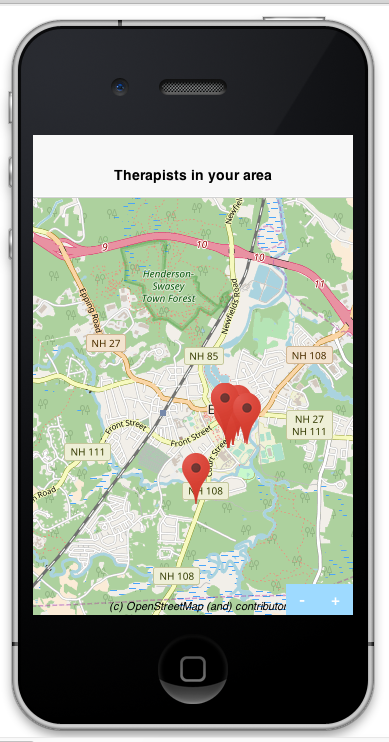 Therapists in your area
Newfiel
9
10
10
11
Henderson-
Swasey
Town Forest
Epping Road
Newfields Road
NH 27
NH 85
NH 108
E
NH 27
NH 111
Front Street
Front Street
NH 111
Court Street
n Road
NH 108
NH 108
(c) OpenStreetMap (and) contributor
- +